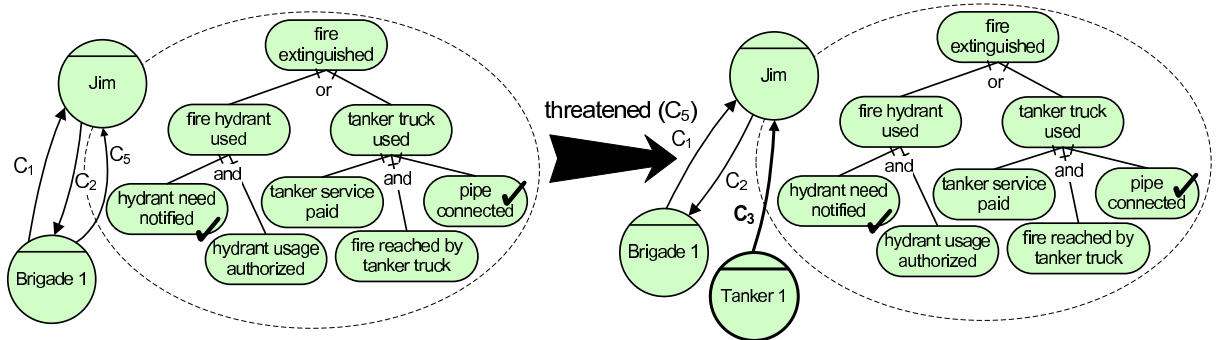 fire
extinguished
Jim
or
fire hydrant
used
tanker truck
used
C1
C2
C5
and
and
hydrant need
notified
tanker service
paid
pipe
connected
hydrant usage
authorized
fire reached by
tanker truck
Brigade 1
threatened (C5)
fire
extinguished
Jim
or
fire hydrant
used
tanker truck
used
C1
C2
C3
and
and
hydrant need
notified
tanker service
paid
pipe
connected
hydrant usage
authorized
fire reached by
tanker truck
Brigade 1
Tanker 1